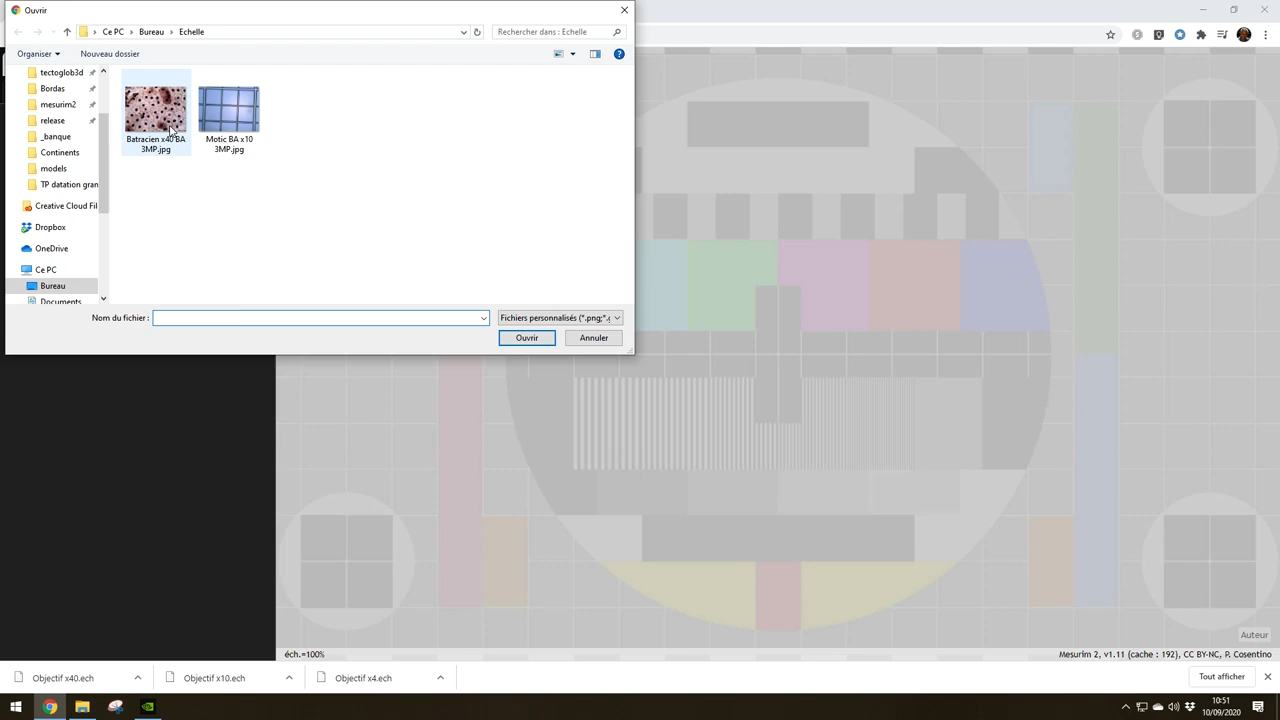 Ouvrir
Ce PC > Bureau > Echelle
Rechercher dans : Echelle
Organiser
Nouveau dossier
tectoglob3d
Bordas
mesurim2
release
_banque
Continents
models
TP datation gran
Creative Cloud Fil
Dropbox
OneDrive
Ce PC
Bureau
Documents
Batracien x40 BA
3MP.jpg
Motic BA x10
3MP.jpg
Nom du fichier :
Fichiers personnalisés (*.png;*.g
Ouvrir
Annuler
Auteur
éch.=100%
Mesurim 2, v1.11 (cache : 192), CC BY-NC, P. Cosentino
Objectif x40.ech
Objectif x10.ech
Objectif x4.ech
Tout afficher
10:51
10/09/2020